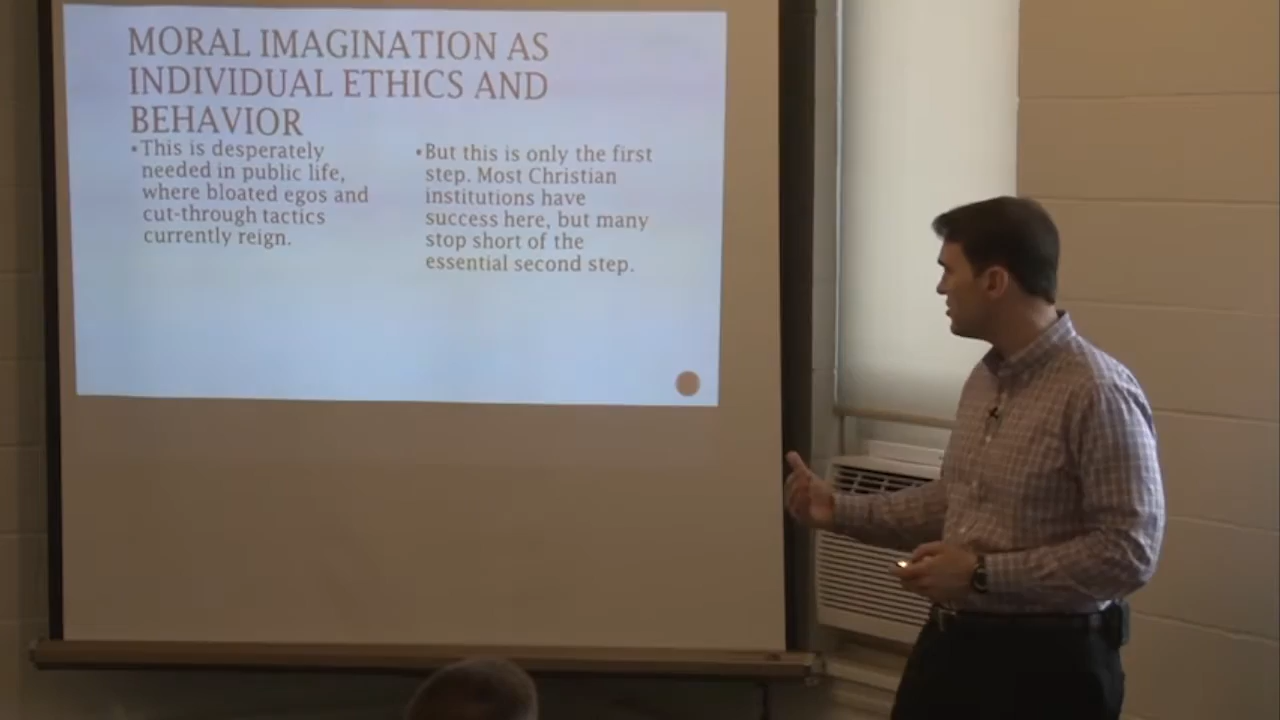 MORAL IMAGINATION AS
INDIVIDUAL ETHICS AND
BEHAVIOR
•This is desperately
needed in public life,
where bloated egos and
cut-through tactics
currently reign.
•But this is only the first
step. Most Christian
institutions have
success here, but many
stop short of the
essential second step.